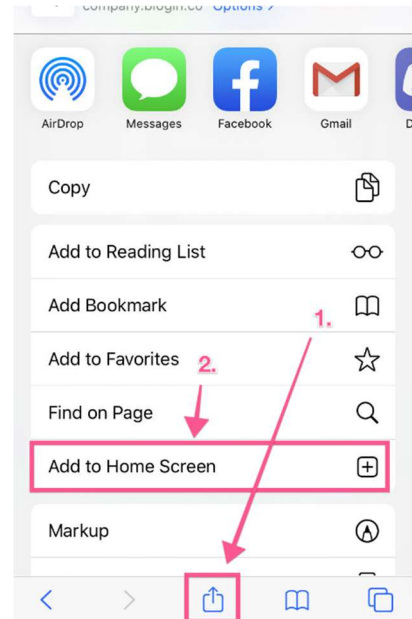 company.blogin.co Options >
AirDrop Messages Facebook Gmail
Copy
Add to Reading List
Add Bookmark
1.
Add to Favorites
2.
Find on Page
Add to Home Screen
Markup